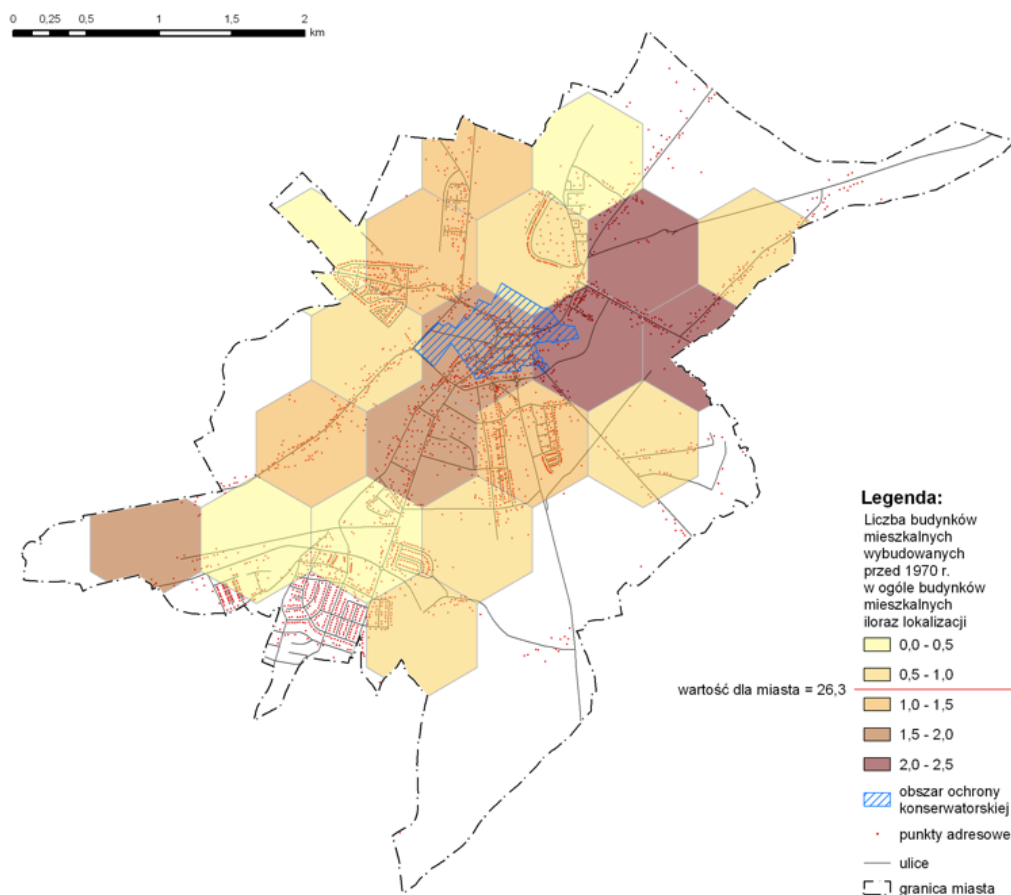 0 0,25 0,5 1 1,5 2
km
Legenda:
Liczba budynków
mieszkalnych
wybudowanych
przed 1970 r.
w ogóle budynków
mieszkalnych
iloraz lokalizacji
0,0 - 0,5
0,5 - 1,0
wartość dla miasta = 26,3
1,0 - 1,5
1,5 - 2,0
2,0 - 2,5
obszar ochrony
konserwatorskiej
punkty adresowe
ulice
granica miasta